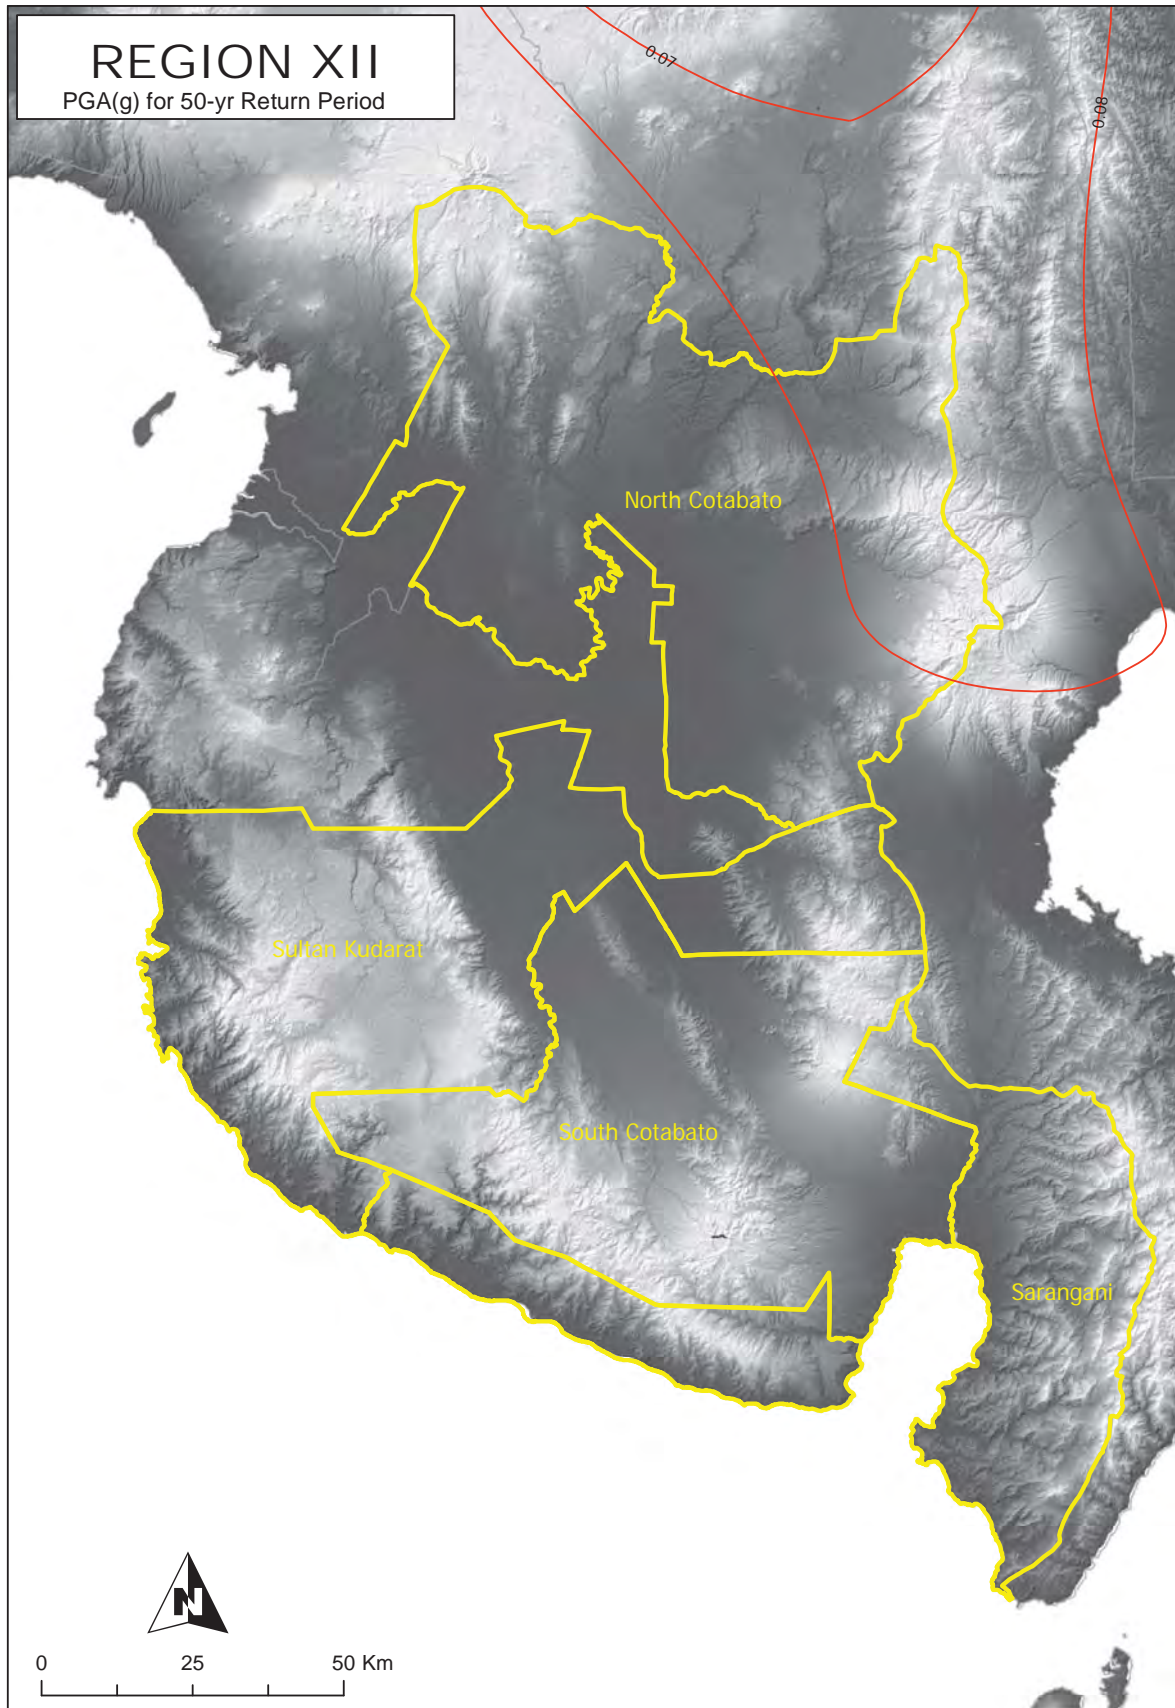 REGION XII
PGA(g) for 50-yr Return Period
0.07
0.08
North Cotabato
Sultan Kudarat
South Cotabato
Sarangani
N
0 25 50 Km